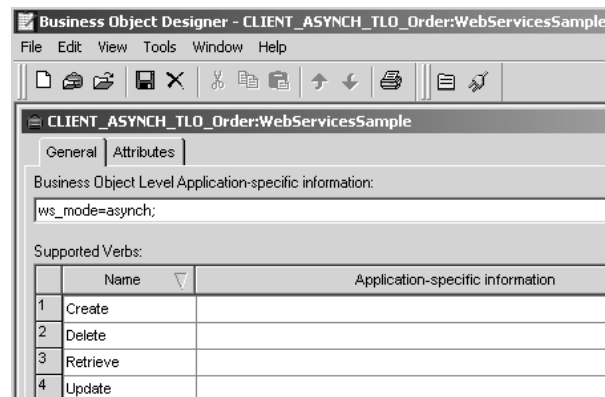 Business Object Designer - CLIENT_ASYNCH_TLO_Order:WebServicesSample
File Edit View Tools Window Help
CLIENT_ASYNCH_TLO_Order:WebServicesSample
General Attributes
Business Object Level Application-specific information:
ws_mode=asynch;
Supported Verbs:
Name Application-specific information
1 Create
2 Delete
3 Retrieve
4 Update